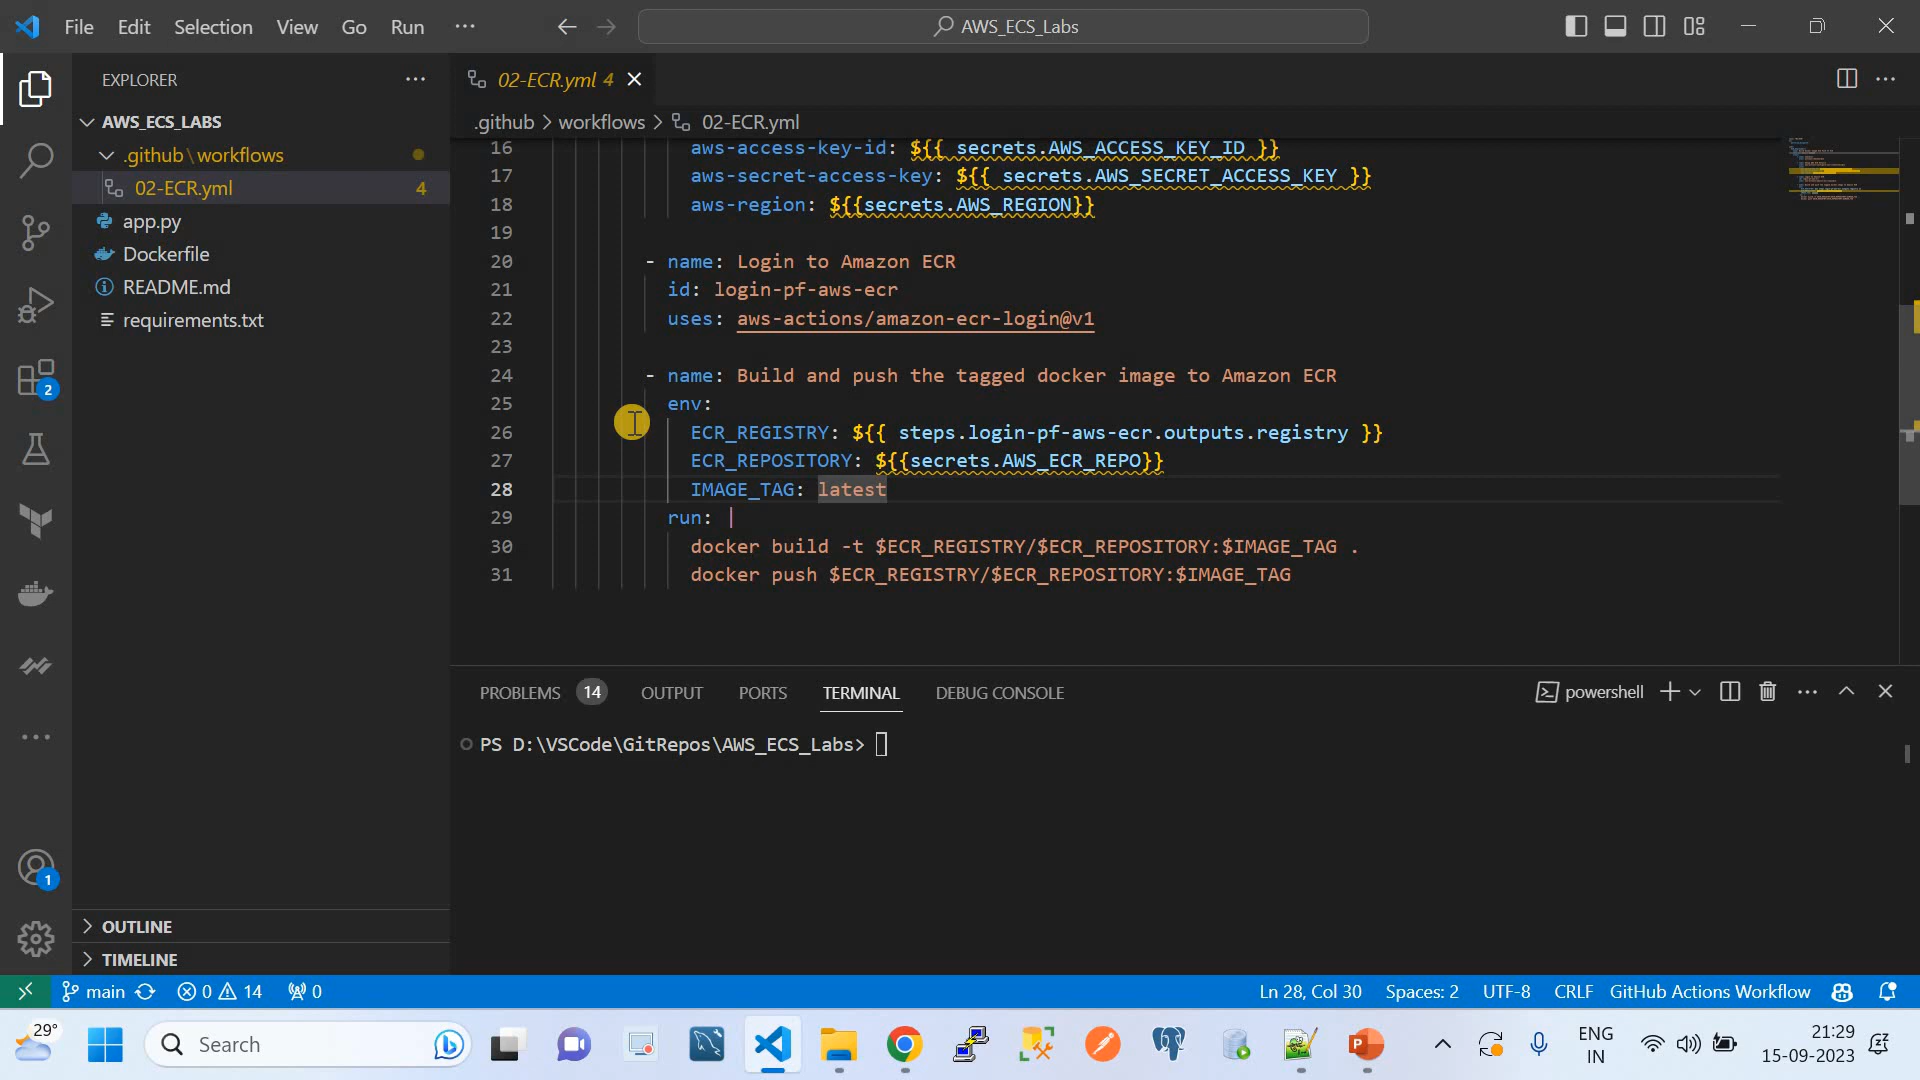 File Edit Selection View Go Run ···
AWS_ECS_Labs
EXPLORER ···
AWS_ECS_LABS
.github\workflows
02-ECR.yml 4
app.py
Dockerfile
README.md
requirements.txt
OUTLINE
TIMELINE
2
1
02-ECR.yml 4
.github > workflows > 02-ECR.yml
16 aws-access-key-id: ${{ secrets.AWS_ACCESS_KEY_ID }}
17 aws-secret-access-key: ${{ secrets.AWS_SECRET_ACCESS_KEY }}
18 aws-region: ${{secrets.AWS_REGION}}
19
20 - name: Login to Amazon ECR
21 id: login-pf-aws-ecr
22 uses: aws-actions/amazon-ecr-login@v1
23
24 - name: Build and push the tagged docker image to Amazon ECR
25 env:
26 ECR_REGISTRY: ${{ steps.login-pf-aws-ecr.outputs.registry }}
27 ECR_REPOSITORY: ${{secrets.AWS_ECR_REPO}}
28 IMAGE_TAG: latest
29 run: |
30 docker build -t $ECR_REGISTRY/$ECR_REPOSITORY:$IMAGE_TAG .
31 docker push $ECR_REGISTRY/$ECR_REPOSITORY:$IMAGE_TAG
PROBLEMS 14 OUTPUT PORTS TERMINAL DEBUG CONSOLE powershell
PS D:\VSCode\GitRepos\AWS_ECS_Labs>
main 0 14 0 Ln 28, Col 30 Spaces: 2 UTF-8 CRLF GitHub Actions Workflow
29° Search ENG IN 21:29
15-09-2023